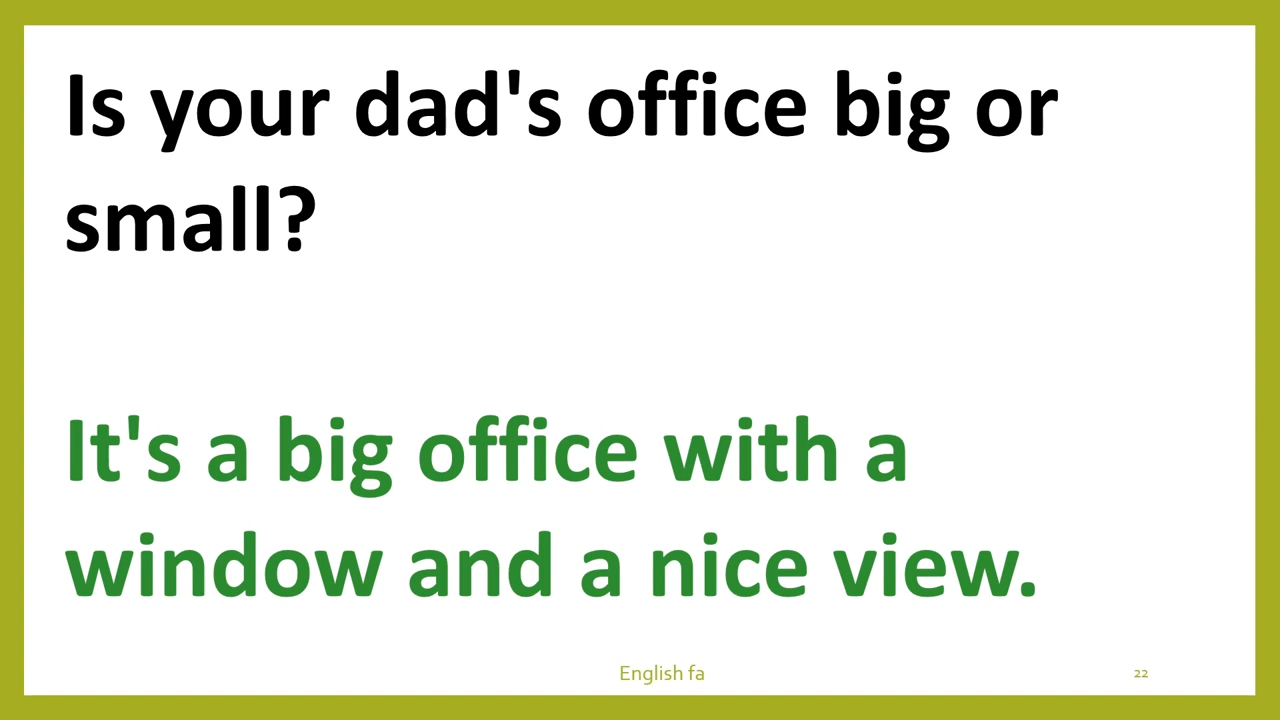 Is your dad's office big or
small?
It's a big office with a
window and a nice view.
English fa
22